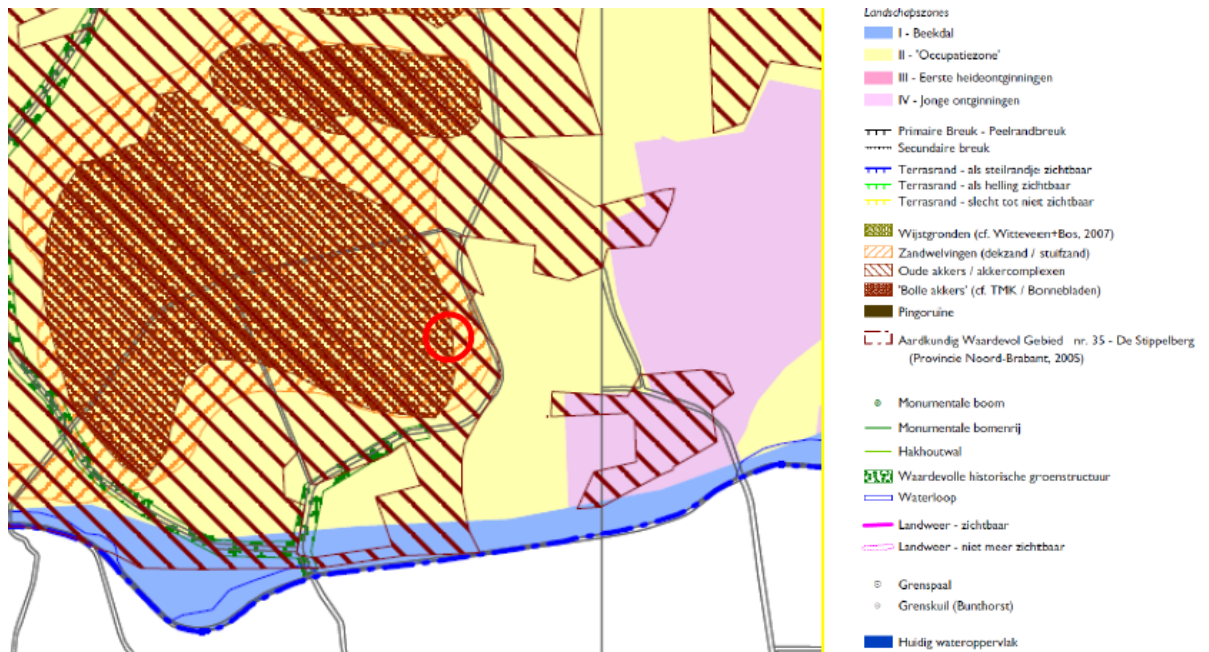 Landschapszones
I - Beekdal
II - 'Occupatiezone'
III - Eerste heideontginningen
IV - Jonge ontginningen
Primaire Breuk - Peelrandbreuk
Secundaire breuk
Terrasrand - als steilrandje zichtbaar
Terrasrand - als helling zichtbaar
Terrasrand - slecht tot niet zichtbaar
Wijstgronden (cf. Witteveen+Bos, 2007)
Zandwelvingen (dekzand / stuifzand)
Oude akkers / akkercomplexen
'Bolle akkers' (cf. TMK / Bonnebladen)
Pingoruine
Aardkundig Waardevol Gebied nr. 35 - De Stippelberg
(Provincie Noord-Brabant, 2005)
Monumentale boom
Monumentale bomenrij
Hakhoutwal
Waardevolle historische groenstructuur
Waterloop
Landweer - zichtbaar
Landweer - niet meer zichtbaar
Grenspaal
Grenskuil (Bunthorst)
Huidig wateroppervlak